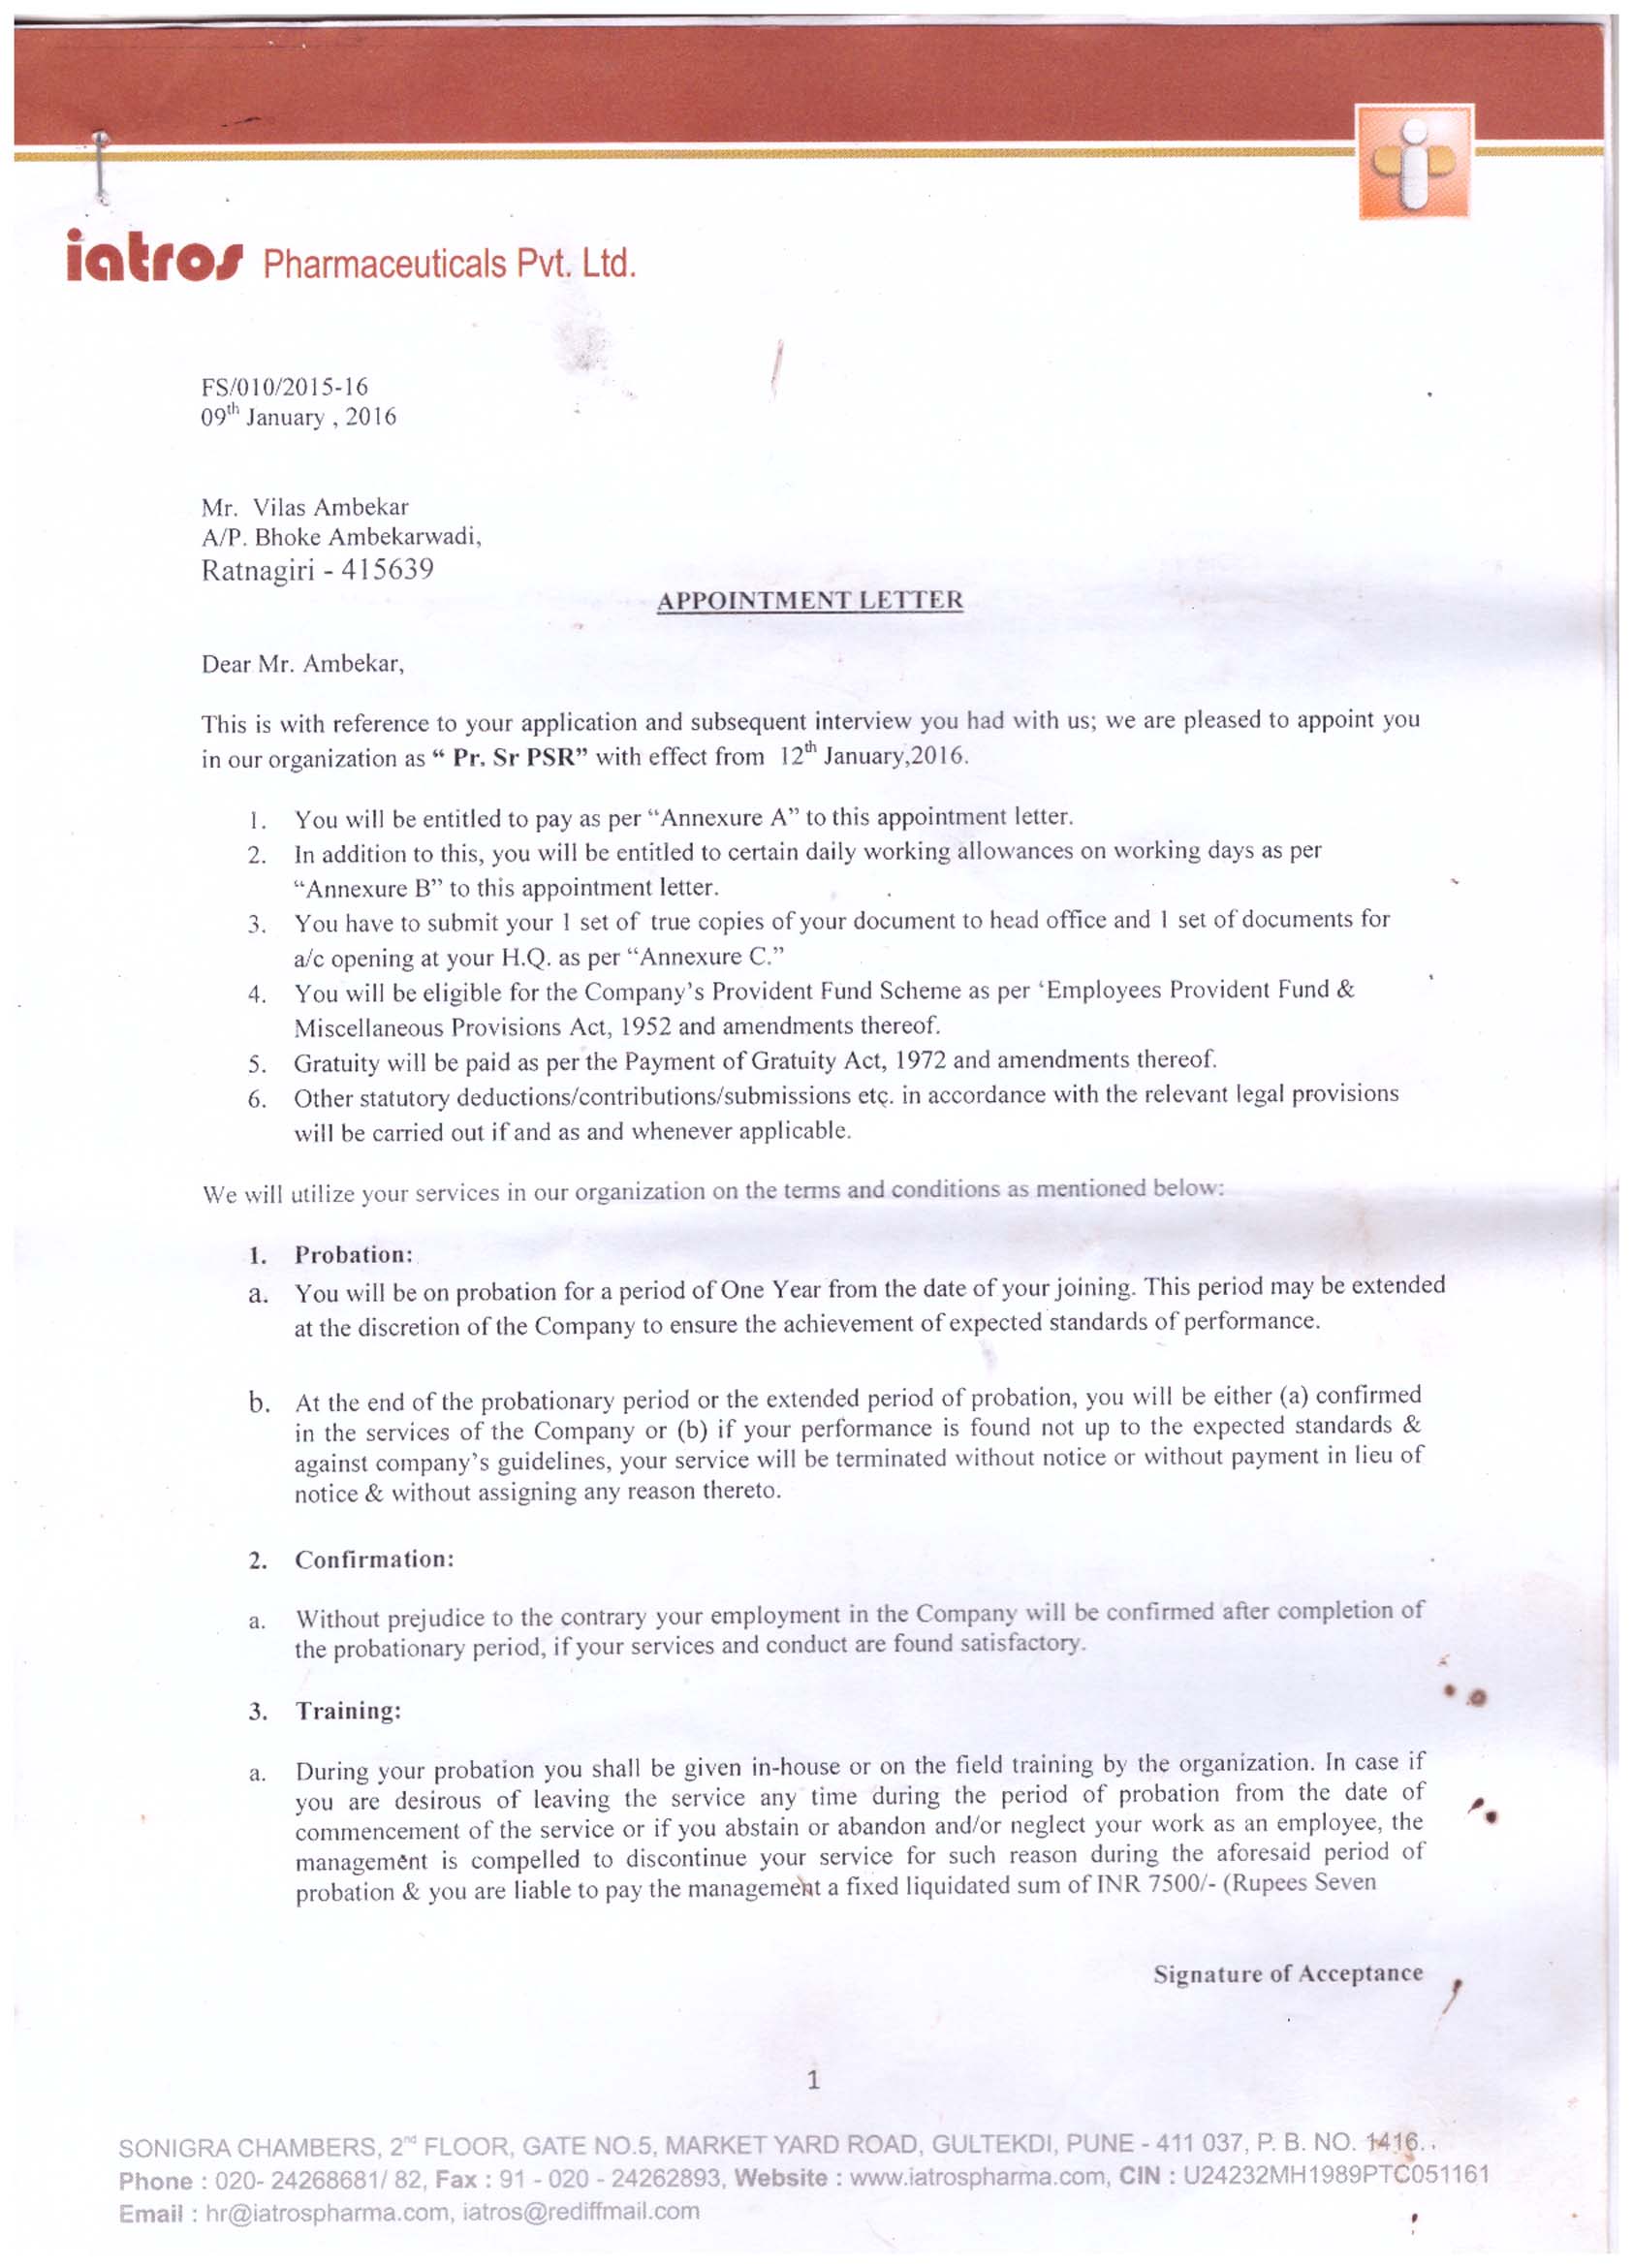 iatros Pharmaceuticals Pvt. Ltd.
FS/010/2015-16
09th January , 2016
Mr. Vilas Ambekar
A/P. Bhoke Ambekarwadi,
Ratnagiri - 415639
APPOINTMENT LETTER
Dear Mr. Ambekar,
This is with reference to your application and subsequent interview you had with us; we are pleased to appoint you
in our organization as “ Pr. Sr PSR” with effect from 12th January,2016.
1. You will be entitled to pay as per “Annexure A” to this appointment letter.
2. In addition to this, you will be entitled to certain daily working allowances on working days as per
“Annexure B” to this appointment letter.
3. You have to submit your 1 set of true copies of your document to head office and 1 set of documents for
a/c opening at your H.Q. as per “Annexure C.”
4. You will be eligible for the Company’s Provident Fund Scheme as per ‘Employees Provident Fund &
Miscellaneous Provisions Act, 1952 and amendments thereof.
5. Gratuity will be paid as per the Payment of Gratuity Act, 1972 and amendments thereof.
6. Other statutory deductions/contributions/submissions etc. in accordance with the relevant legal provisions
will be carried out if and as and whenever applicable.
We will utilize your services in our organization on the terms and conditions as mentioned below:
1. Probation:
a. You will be on probation for a period of One Year from the date of your joining. This period may be extended
at the discretion of the Company to ensure the achievement of expected standards of performance.
b. At the end of the probationary period or the extended period of probation, you will be either (a) confirmed
in the services of the Company or (b) if your performance is found not up to the expected standards &
against company’s guidelines, your service will be terminated without notice or without payment in lieu of
notice & without assigning any reason thereto.
2. Confirmation:
a. Without prejudice to the contrary your employment in the Company will be confirmed after completion of
the probationary period, if your services and conduct are found satisfactory.
3. Training:
a. During your probation you shall be given in-house or on the field training by the organization. In case if
you are desirous of leaving the service any time during the period of probation from the date of
commencement of the service or if you abstain or abandon and/or neglect your work as an employee, the
management is compelled to discontinue your service for such reason during the aforesaid period of
probation & you are liable to pay the management a fixed liquidated sum of INR 7500/- (Rupees Seven
Signature of Acceptance
1
SONIGRA CHAMBERS, 2nd FLOOR, GATE NO.5, MARKET YARD ROAD, GULTEKDI, PUNE - 411 037, P. B. NO. 1416.
Phone : 020- 24268681/ 82, Fax : 91 - 020 - 24262893, Website : www.iatrospharma.com, CIN : U24232MH1989PTC051161
Email : hr@iatrospharma.com, iatros@rediffmail.com